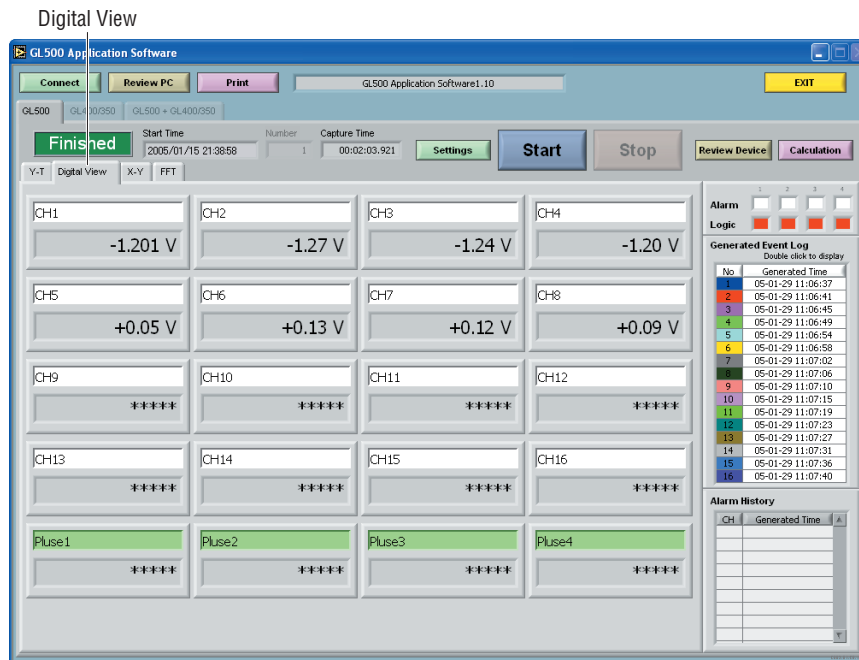 Digital View
GL500 Application Software
Connect Review PC Print GL500 Application Software1.10 EXIT
GL500 GL400/350 GL500 + GL400/350
Finished Start Time 2005/01/15 21:38:58 Number 1 Capture Time 00:02:03.921 Settings Start Stop Review Device Calculation
Y-T Digital View X-Y FFT
CH1 CH2 CH3 CH4
-1.201 V -1.27 V -1.24 V -1.20 V
CH5 CH6 CH7 CH8
+0.05 V +0.13 V +0.12 V +0.09 V
CH9 CH10 CH11 CH12
***** ***** ***** *****
CH13 CH14 CH15 CH16
***** ***** ***** *****
Pluse1 Pluse2 Pluse3 Pluse4
***** ***** ***** *****
1 2 3 4
Alarm
Logic
Generated Event Log
Double click to display
No Generated Time
1 05-01-29 11:06:37
2 05-01-29 11:06:41
3 05-01-29 11:06:45
4 05-01-29 11:06:49
5 05-01-29 11:06:54
6 05-01-29 11:06:58
7 05-01-29 11:07:02
8 05-01-29 11:07:06
9 05-01-29 11:07:10
10 05-01-29 11:07:15
11 05-01-29 11:07:19
12 05-01-29 11:07:23
13 05-01-29 11:07:27
14 05-01-29 11:07:31
15 05-01-29 11:07:36
16 05-01-29 11:07:40
Alarm History
CH Generated Time